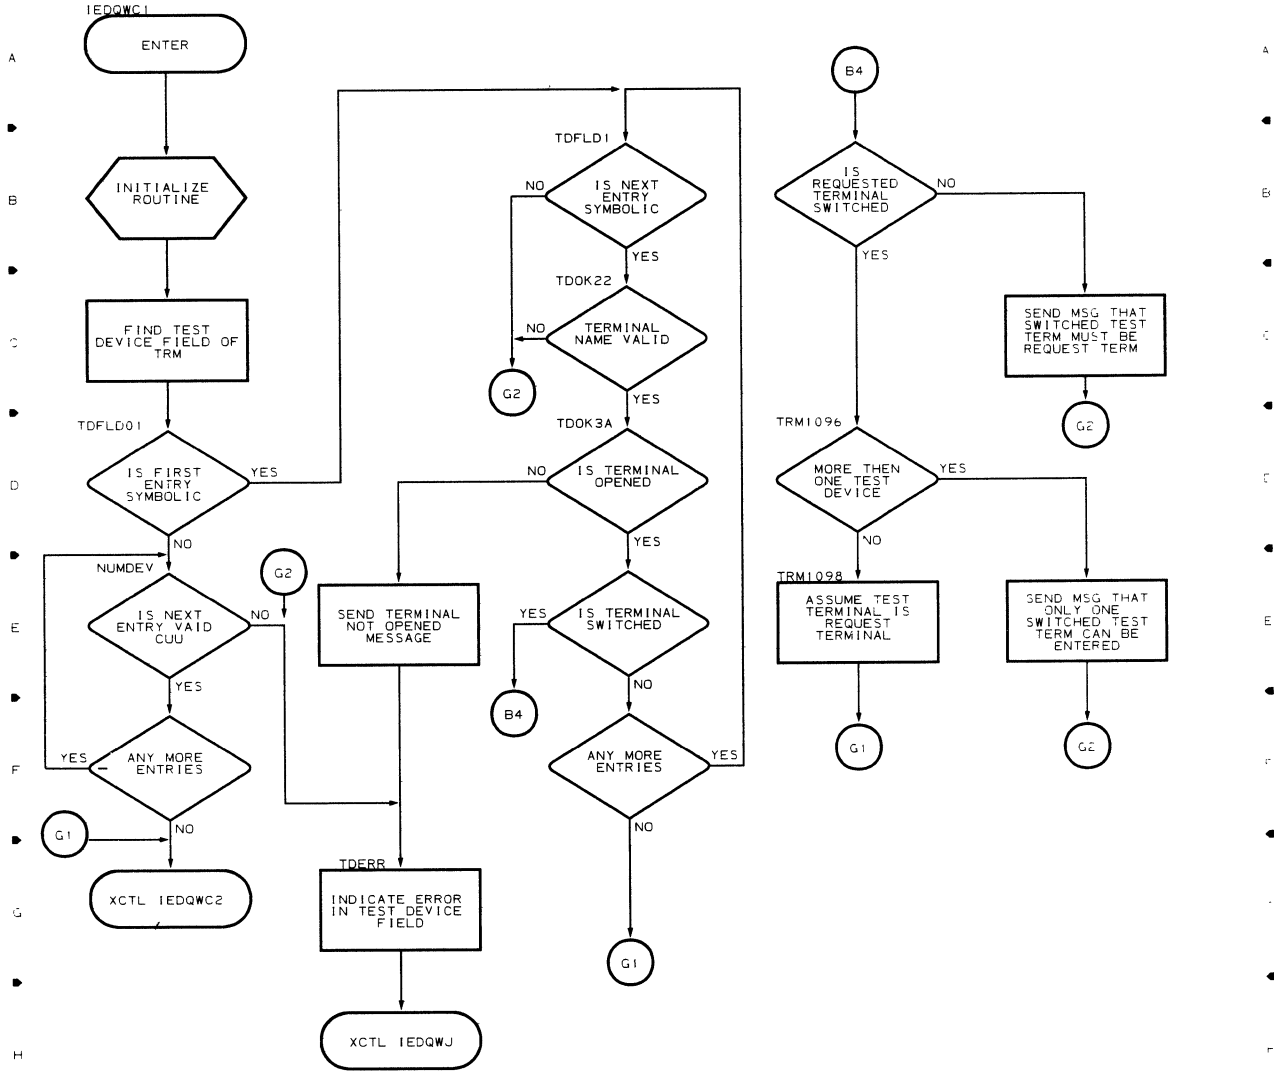 IEDQWC1
ENTER
A
INITIALIZE
ROUTINE
B
FIND TEST
DEVICE FIELD OF
TRM
C
TDFLD01
IS FIRST
ENTRY
SYMBOLIC
YES
NO
D
NUMDEV
IS NEXT
ENTRY VAID
CUU
NO
YES
G2
E
ANY MORE
ENTRIES
YES
NO
F
G1
XCTL IEDQWC2
G
SEND TERMINAL
NOT OPENED
MESSAGE
TDERR
INDICATE ERROR
IN TEST DEVICE
FIELD
XCTL IEDQWJ
H
TDFLD1
IS NEXT
ENTRY
SYMBOLIC
NO
YES
TDOK22
TERMINAL
NAME VALID
NO
YES
G2
TDOK3A
IS TERMINAL
OPENED
NO
YES
IS TERMINAL
SWITCHED
YES
NO
B4
ANY MORE
ENTRIES
YES
NO
G1
B4
IS
REQUESTED
TERMINAL
SWITCHED
NO
YES
SEND MSG THAT
SWITCHED TEST
TERM MUST BE
REQUEST TERM
G2
TRM1096
MORE THEN
ONE TEST
DEVICE
YES
NO
TRM1098
ASSUME TEST
TERMINAL IS
REQUEST
TERMINAL
G1
SEND MSG THAT
ONLY ONE
SWITCHED TEST
TERM CAN BE
ENTERED
G2
A
B
E